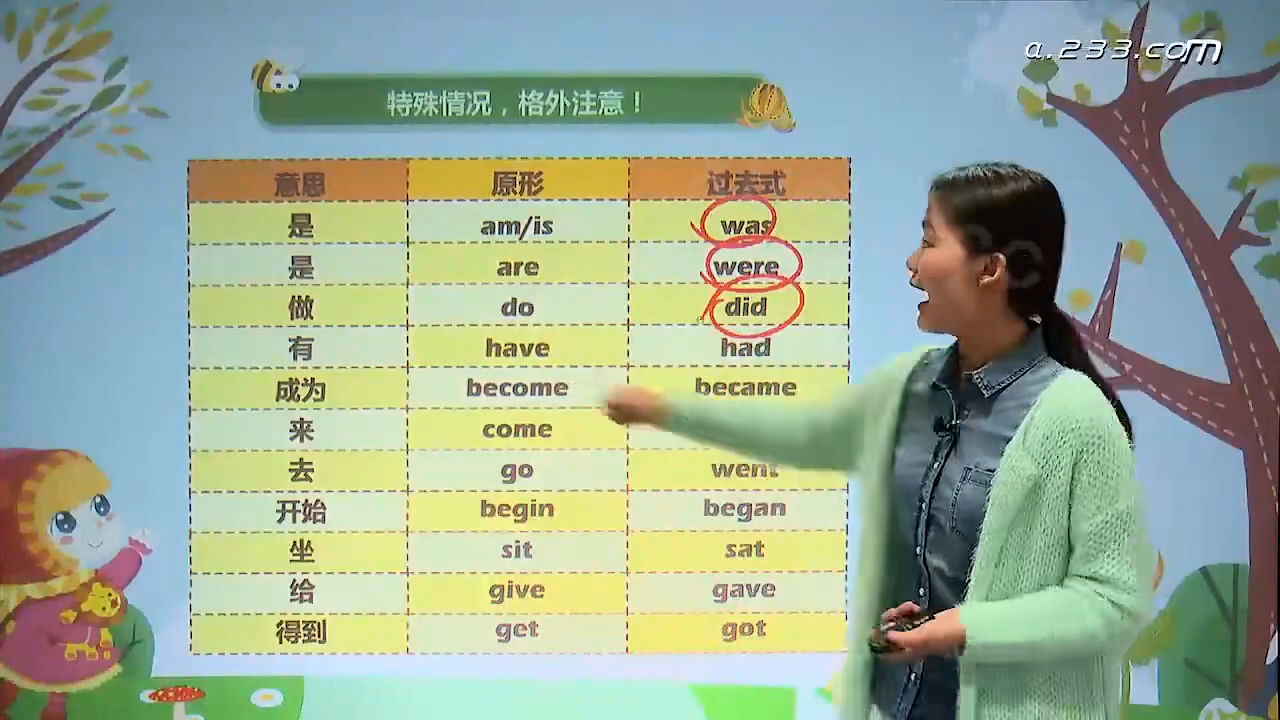 a.233.com
特殊情况，格外注意！
意思 原形 过去式
是 am/is was
是 are were
做 do did
有 have had
成为 become became
来 come
去 go went
开始 begin began
坐 sit sat
给 give gave
得到 get got